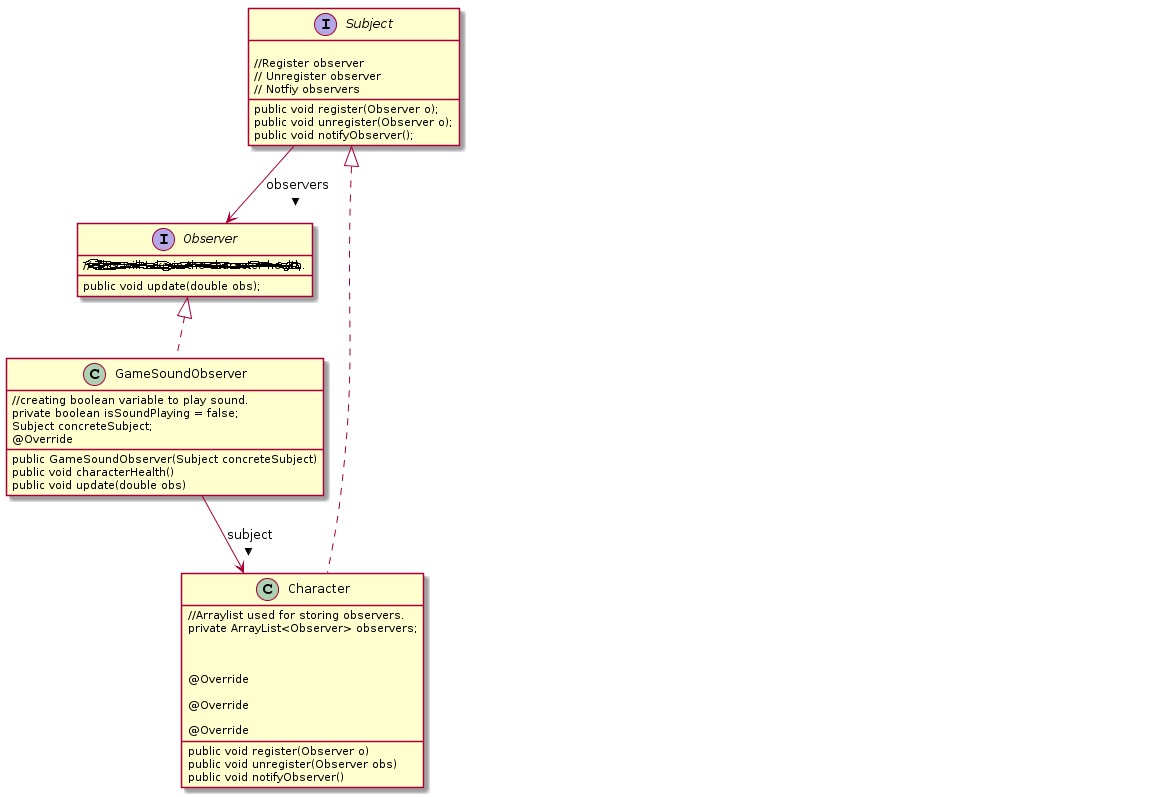 I Subject
//Register observer
// Unregister observer
// Notfiy observers
public void register(Observer o);
public void unregister(Observer o);
public void notifyObserver();
observers
I Observer
public void update(double obs);
C GameSoundObserver
//creating boolean variable to play sound.
private boolean isSoundPlaying = false;
Subject concreteSubject;
@Override
public GameSoundObserver(Subject concreteSubject)
public void characterHealth()
public void update(double obs)
subject
C Character
//Arraylist used for storing observers.
private ArrayList<Observer> observers;
@Override
@Override
@Override
public void register(Observer o)
public void unregister(Observer obs)
public void notifyObserver()